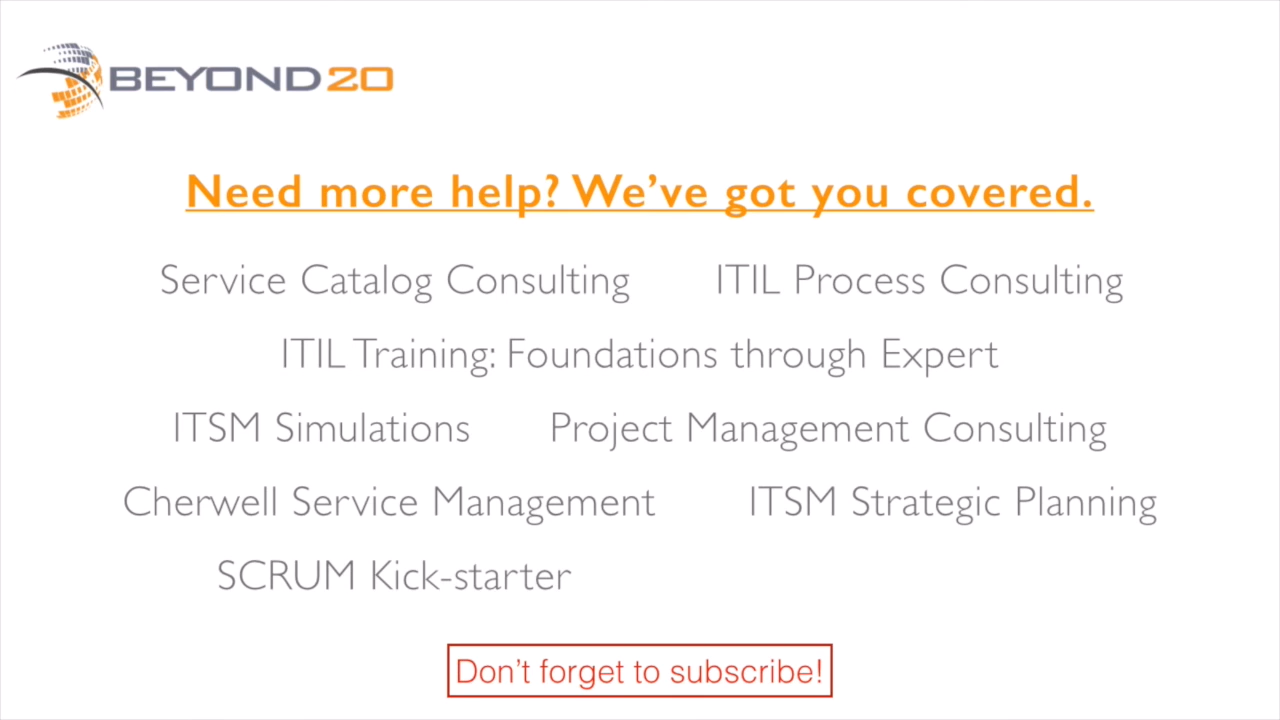 BEYOND20
Need more help? We’ve got you covered.
Service Catalog Consulting ITIL Process Consulting
ITIL Training: Foundations through Expert
ITSM Simulations Project Management Consulting
Cherwell Service Management ITSM Strategic Planning
SCRUM Kick-starter
Don’t forget to subscribe!